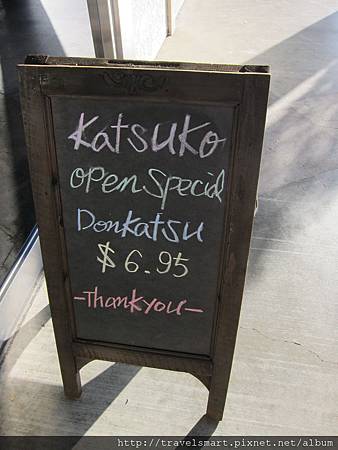 Katsuko
open special
Donkatsu
$ 6.95
-Thankyou-
http://travelsmart.pixnet.net/album